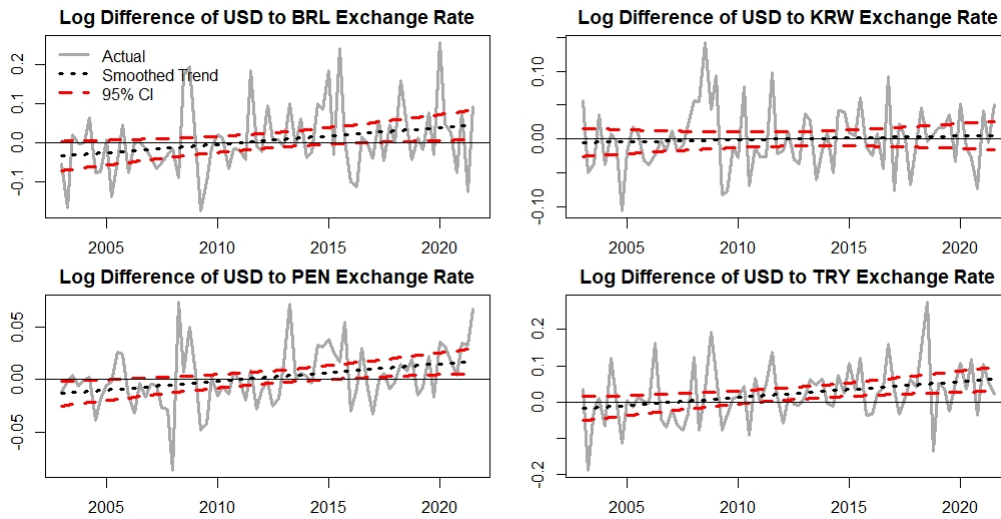 Log Difference of USD to BRL Exchange Rate
0.2
0.1
0.0
-0.1
Actual
Smoothed Trend
95% CI
2005 2010 2015 2020
Log Difference of USD to KRW Exchange Rate
0.10
0.00
-0.10
2005 2010 2015 2020
Log Difference of USD to PEN Exchange Rate
0.05
0.00
-0.05
2005 2010 2015 2020
Log Difference of USD to TRY Exchange Rate
0.2
0.0
-0.2
2005 2010 2015 2020